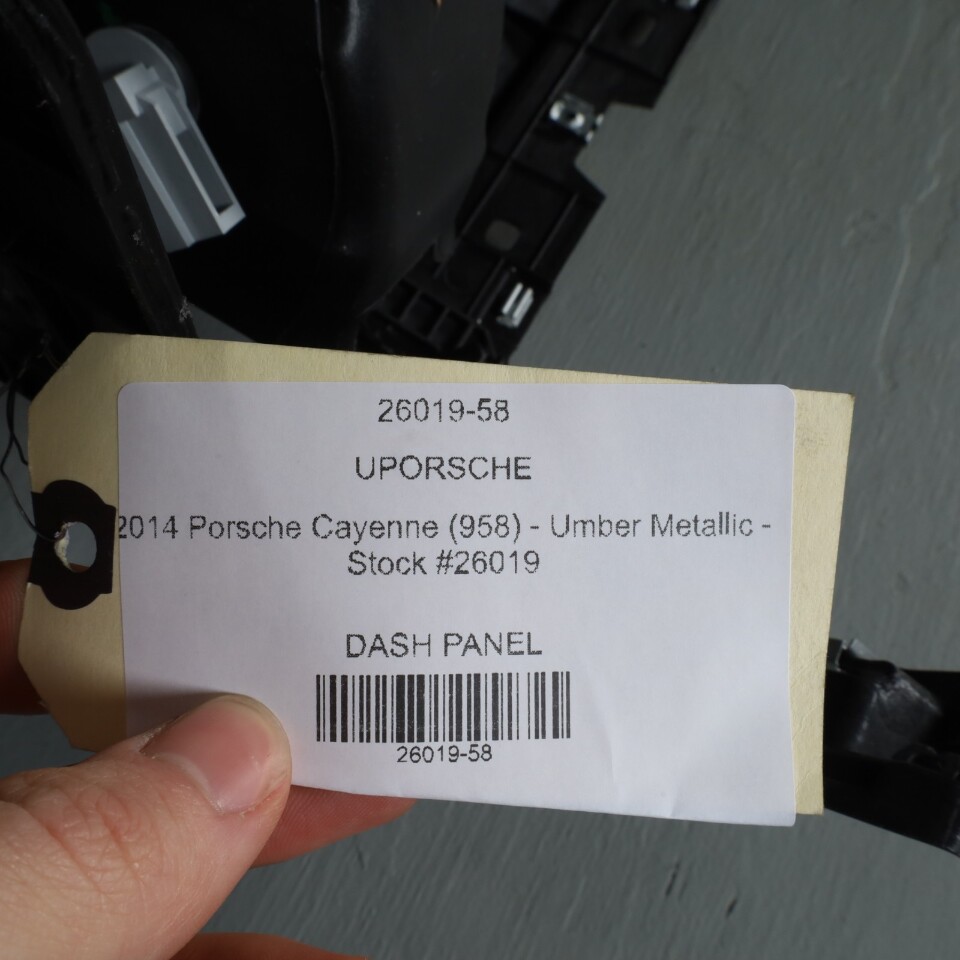 26019-58
UPORSCHE
2014 Porsche Cayenne (958) - Umber Metallic -
Stock #26019
DASH PANEL
26019-58